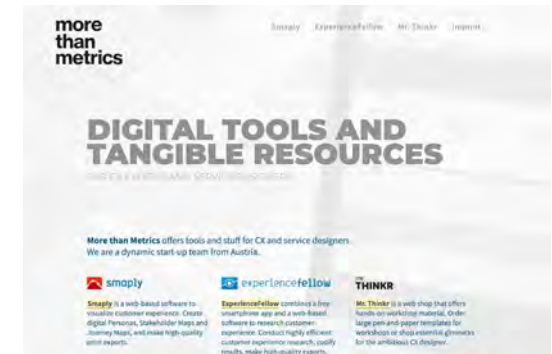 more
than
metrics
Smaply ExperienceFellow Mr. Thinkr Imprint
DIGITAL TOOLS AND
TANGIBLE RESOURCES
More than Metrics offers tools and stuff for CX and service designers.
We are a dynamic start-up team from Austria.
smaply
experiencefellow
THINKR
Smaply is a web-based software to
visualize customer experience. Create
digital Personas, Stakeholder Maps and
Journey Maps, and make high-quality
print exports.
ExperienceFellow combines a free
smartphone app and a web-based
software to research customer
experience. Conduct highly efficient
customer experience research, codify
results, make high-quality exports.
Mr. Thinkr is a web shop that offers
hands-on workshop material. Order
large pen-and-paper templates for
workshops or shop essential gimmicks
for the ambitious CX designer.